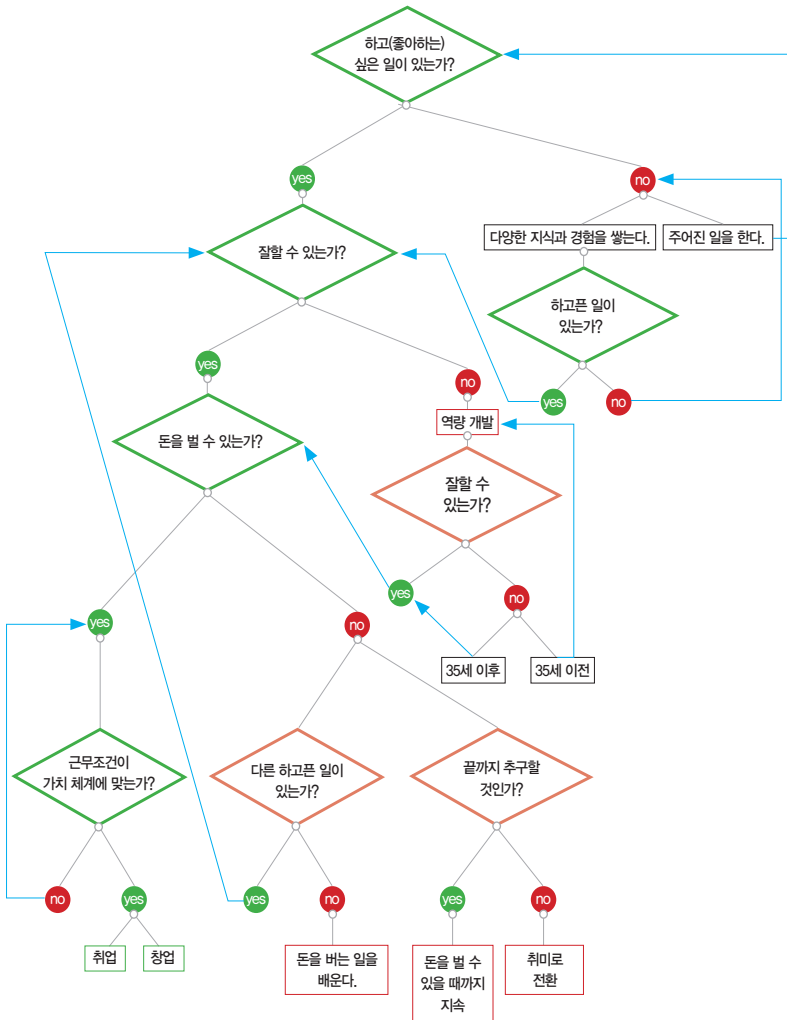 하고(좋아하는)
싶은 일이 있는가?
yes
no
다양한 지식과 경험을 쌓는다.
주어진 일을 한다.
잘할 수 있는가?
하고픈 일이
있는가?
yes
no
yes
no
역량 개발
돈을 벌 수 있는가?
잘할 수
있는가?
yes
no
yes
no
35세 이후
35세 이전
근무조건이
가치 체계에 맞는가?
다른 하고픈 일이
있는가?
끝까지 추구할
것인가?
no
yes
yes
no
yes
no
취업
창업
돈을 버는 일을
배운다.
돈을 벌 수
있을 때까지
지속
취미로
전환